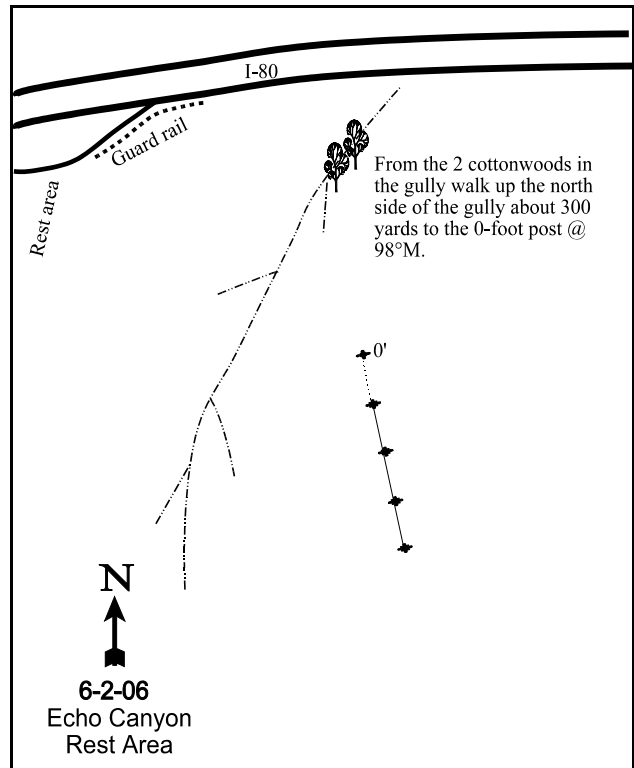 I-80
Guard rail
Rest area
From the 2 cottonwoods in
the gully walk up the north
side of the gully about 300
yards to the 0-foot post @
98°M.
0'
N
6-2-06
Echo Canyon
Rest Area